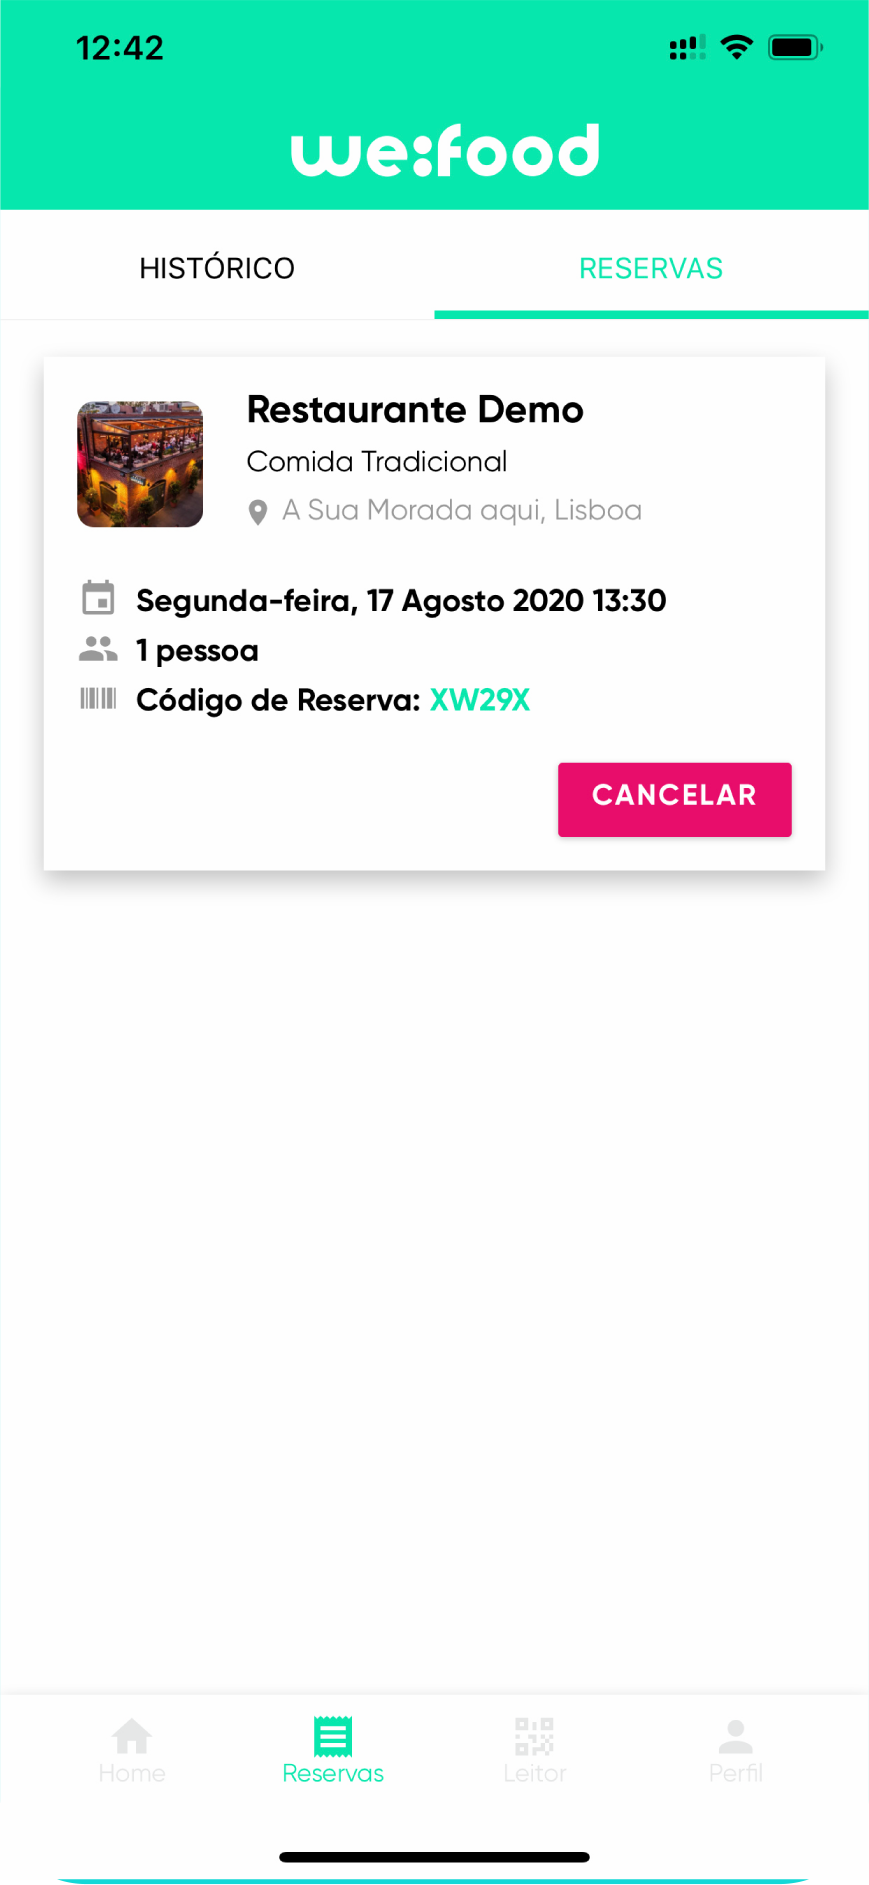 12:42
we:food
HISTÓRICO
RESERVAS
Restaurante Demo
Comida Tradicional
A Sua Morada aqui, Lisboa
Segunda-feira, 17 Agosto 2020 13:30
1 pessoa
Código de Reserva: XW29X
CANCELAR
Home
Reservas
Leitor
Perfil